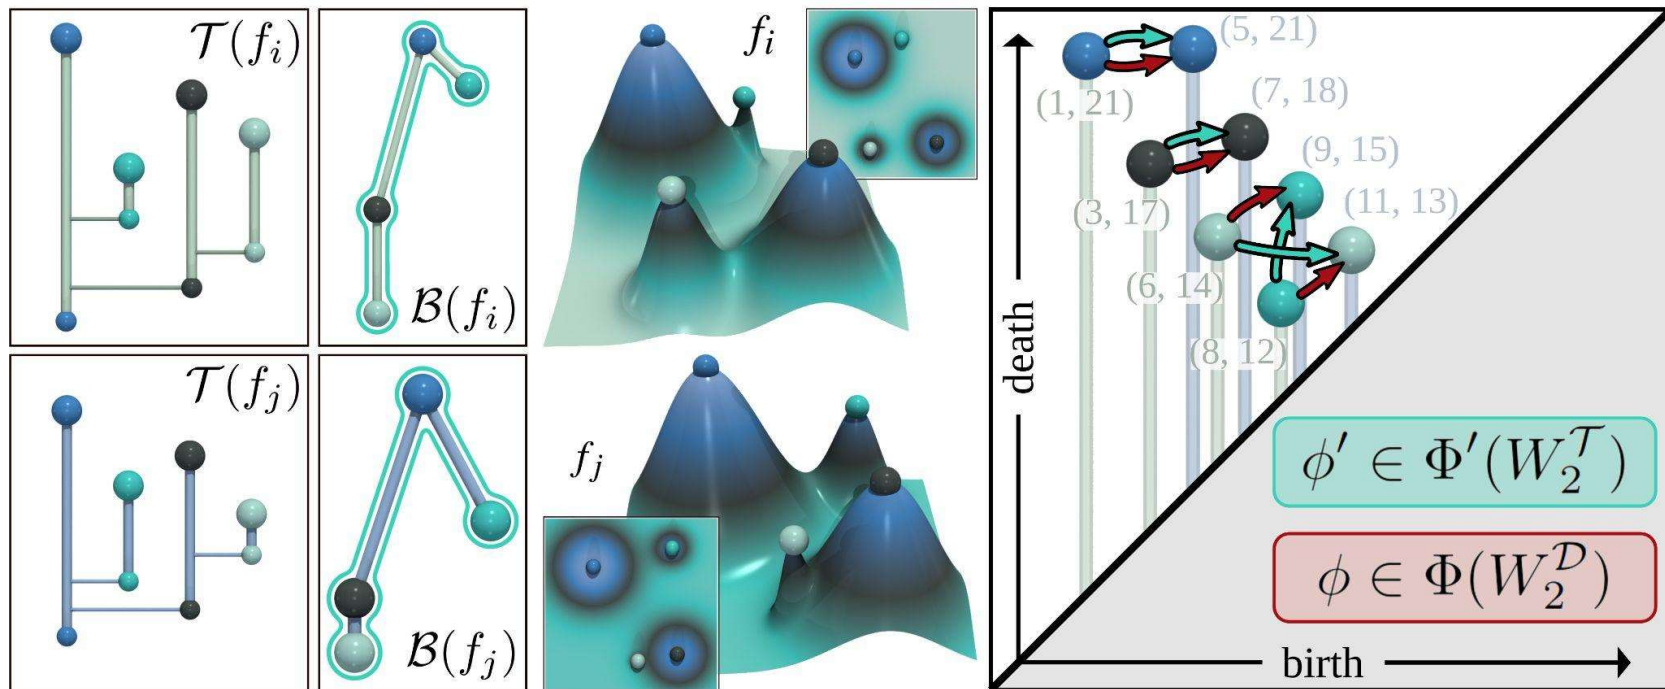 𝒯(f_i)
ℬ(f_i)
f_i
𝒯(f_j)
ℬ(f_j)
f_j
(5, 21)
(1, 21)
(7, 18)
(9, 15)
(3, 17)
(11, 13)
(6, 14)
(8, 12)
death
ϕ′ ∈ Φ′(W_2^𝒯)
ϕ ∈ Φ(W_2^𝒟)
birth